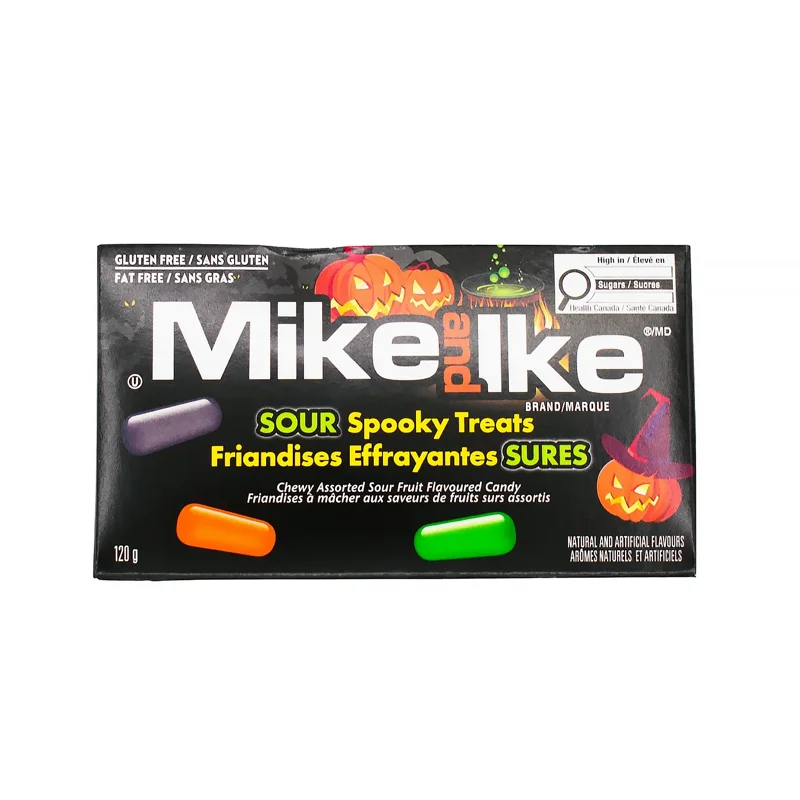 GLUTEN FREE / SANS GLUTEN
FAT FREE / SANS GRAS
High in / Élevé en
Sugars / Sucres
Health Canada / Santé Canada
Mike and Ike ®/MD
BRAND/MARQUE
U
SOUR Spooky Treats
Friandises Effrayantes SURES
Chewy Assorted Sour Fruit Flavoured Candy
Friandises à mâcher aux saveurs de fruits surs assortis
120 g
NATURAL AND ARTIFICIAL FLAVOURS
ARÔMES NATURELS ET ARTIFICIELS